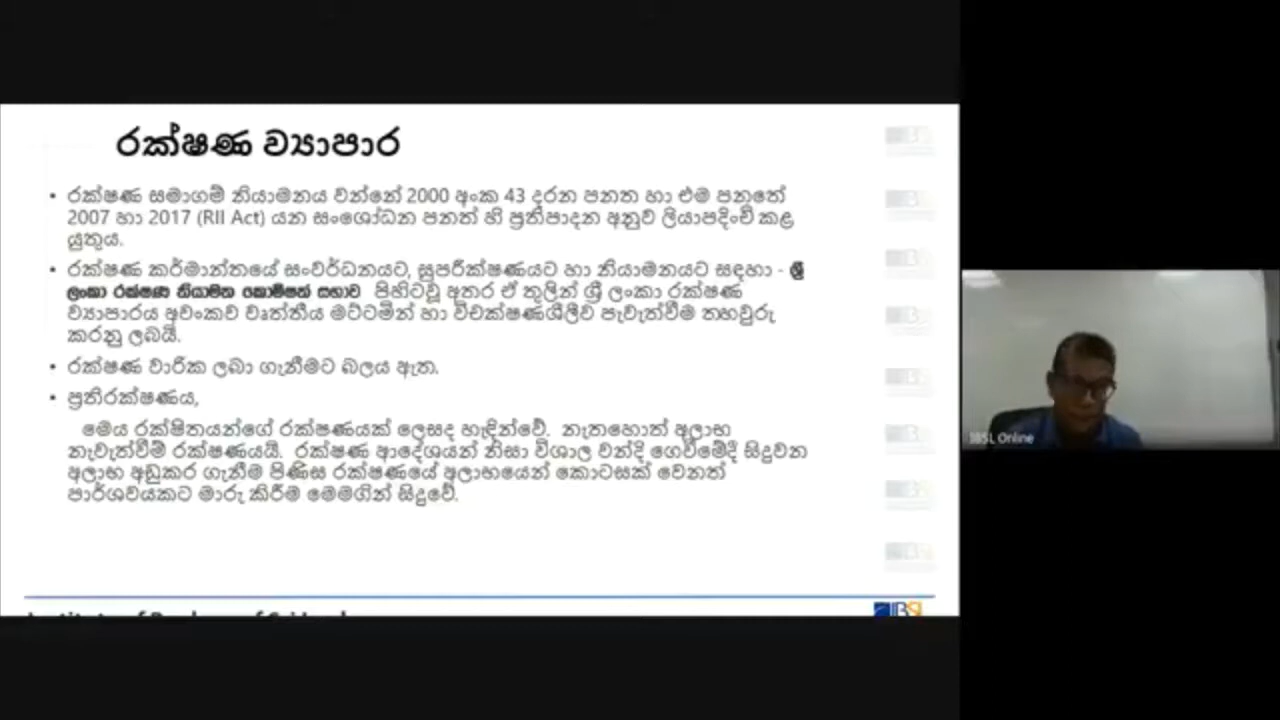 රක්ෂණ ව්‍යාපාර
• රක්ෂණ සමාගම් නියාමනය වන්නේ 2000 අංක 43 දරන පනත හා එම පනතේ
2007 හා 2017 (RII Act) යන සංශෝධන පනත් හි ප්‍රතිපාදන අනුව ලියාපදිංචි කළ
යුතුය.
• රක්ෂණ කර්මාන්තයේ සංවර්ධනයට, සුපරීක්ෂණයට හා නියාමනයට සඳහා - ශ්‍රී
ලංකා රක්ෂණ නියාමන කොමිෂන් සභාව පිහිටවූ අතර ඒ තුලින් ශ්‍රී ලංකා රක්ෂණ
ව්‍යාපාරය අවංකව වෘත්තීය මට්ටමින් හා විචක්ෂණශීලීව පැවැත්වීම තහවුරු
කරනු ලබයි.
• රක්ෂණ වාරික ලබා ගැනීමට බලය ඇත.
• ප්‍රතිරක්ෂණය,
මෙය රක්ෂිතයන්ගේ රක්ෂණයක් ලෙසද හැඳින්වේ. නැතහොත් අලාභ
නැවැත්වීම් රක්ෂණයයි. රක්ෂණ ආදේශයන් නිසා විශාල වන්දි ගෙවීමේදී සිදුවන
අලාභ අඩුකර ගැනීම පිණිස රක්ෂණයේ අලාභයෙන් කොටසක් වෙනත්
පාර්ශවයකට මාරු කිරීම මෙමගින් සිදුවේ.
IBSL Online